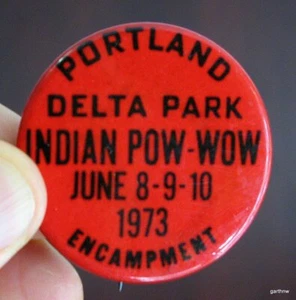 PORTLAND
DELTA PARK
INDIAN POW-WOW
JUNE 8-9-10
1973
ENCAMPMENT
garthnw